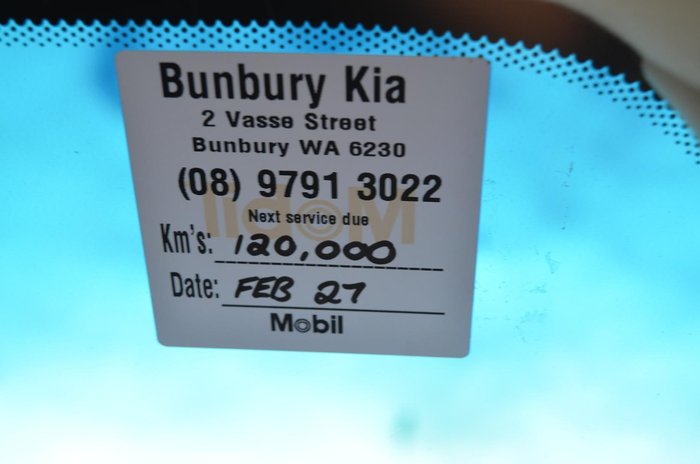 Bunbury Kia
2 Vasse Street
Bunbury WA 6230
(08) 9791 3022
Next service due
Km's: 120,000
Date: FEB 27
Mobil